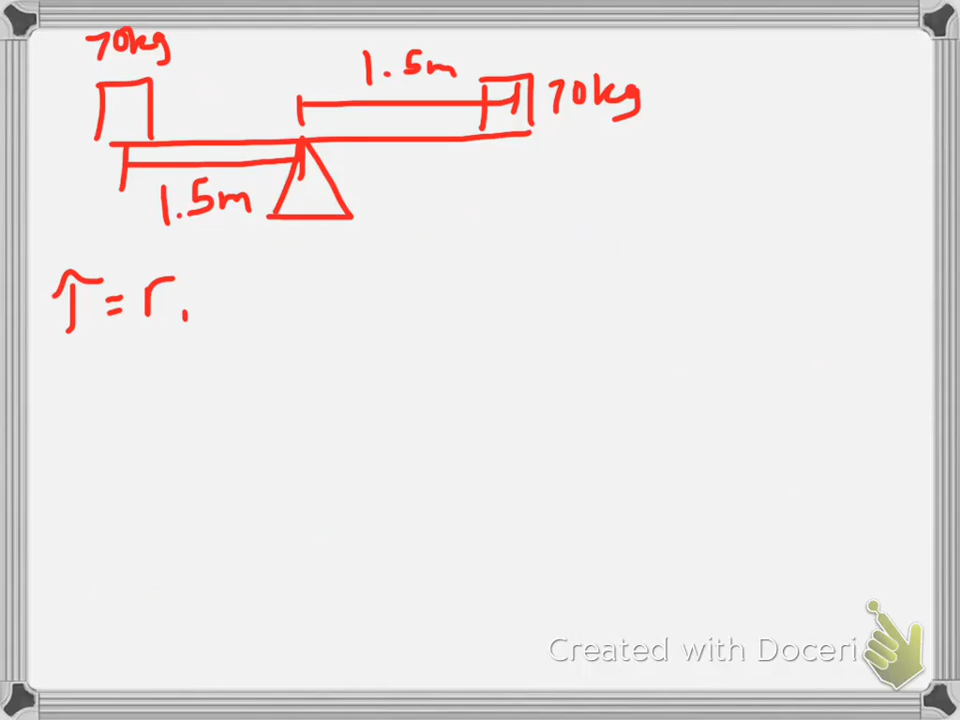 70kg
1.5m
70kg
1.5m
τ = r.
Created with Doceri